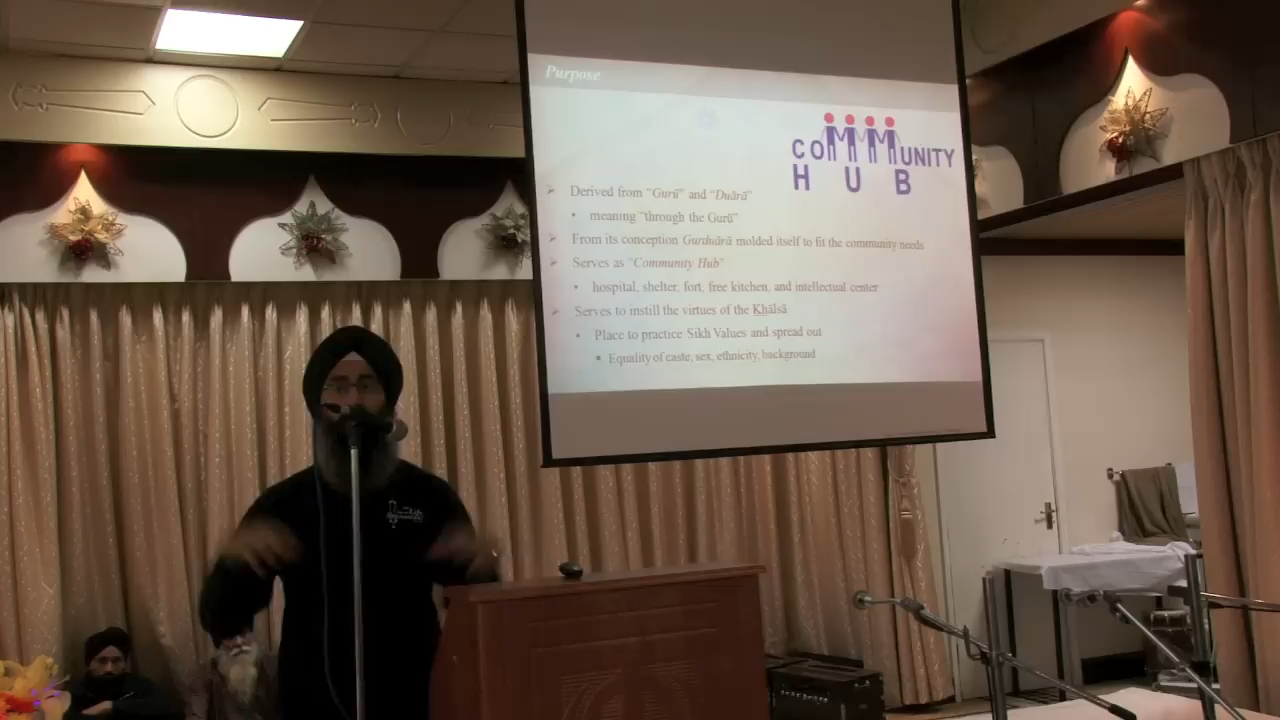 Purpose
COMMUNITY
HUB
Derived from "Gurū" and "Duārā"
meaning "through the Gurū"
From its conception Gurduārā molded itself to fit the community needs
Serves as "Community Hub"
hospital, shelter, fort, free kitchen, and intellectual center
Serves to instill the virtues of the Khālsā
Place to practice Sikh Values and spread out
Equality of caste, sex, ethnicity, background